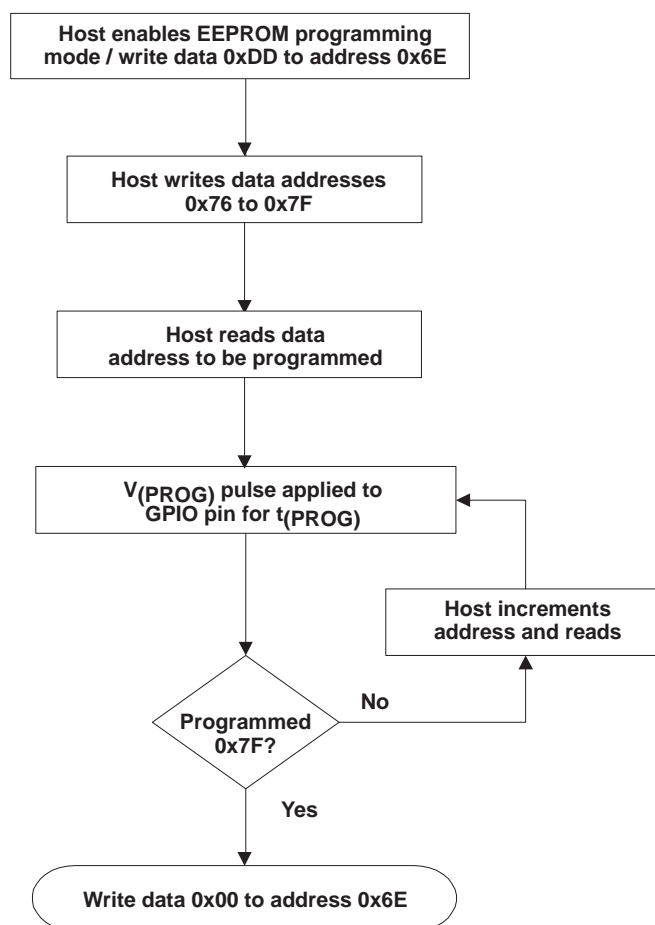 Host enables EEPROM programming
mode / write data 0xDD to address 0x6E
Host writes data addresses
0x76 to 0x7F
Host reads data
address to be programmed
V(PROG) pulse applied to
GPIO pin for t(PROG)
Host increments
address and reads
No
Programmed
0x7F?
Yes
Write data 0x00 to address 0x6E